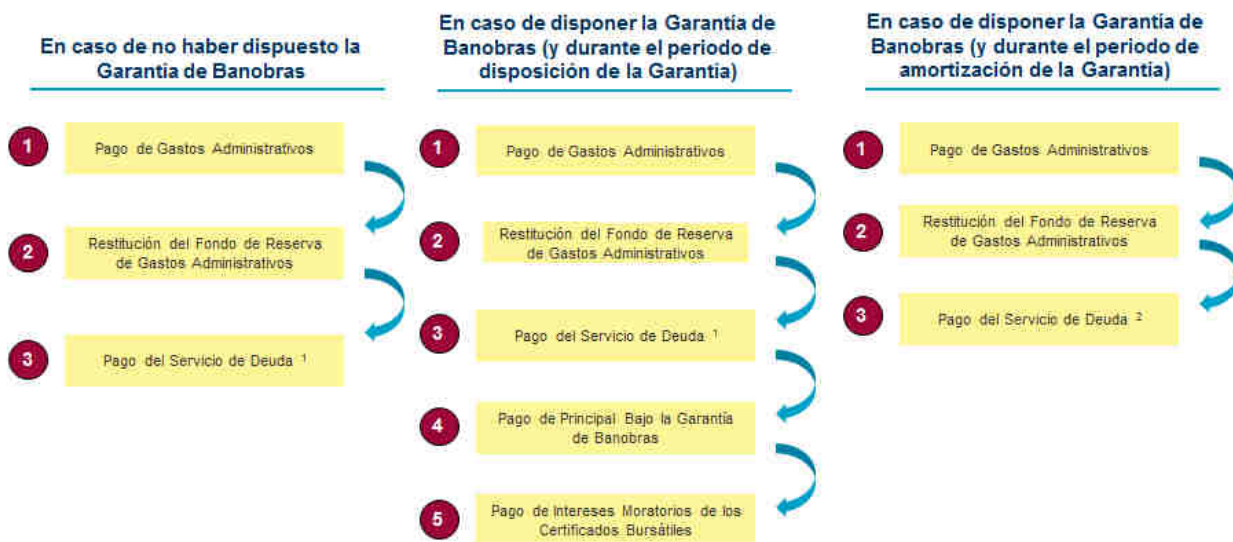 En caso de no haber dispuesto la
Garantía de Banobras
1
Pago de Gastos Administrativos
2
Restitución del Fondo de Reserva
de Gastos Administrativos
3
Pago del Servicio de Deuda 1
En caso de disponer la Garantía de
Banobras (y durante el periodo de
disposición de la Garantía)
1
Pago de Gastos Administrativos
2
Restitución del Fondo de Reserva
de Gastos Administrativos
3
Pago del Servicio de Deuda 1
4
Pago de Principal Bajo la Garantía
de Banobras
5
Pago de Intereses Moratorios de los
Certificados Bursátiles
En caso de disponer la Garantía de
Banobras (y durante el periodo de
amortización de la Garantía)
1
Pago de Gastos Administrativos
2
Restitución del Fondo de Reserva
de Gastos Administrativos
3
Pago del Servicio de Deuda 2